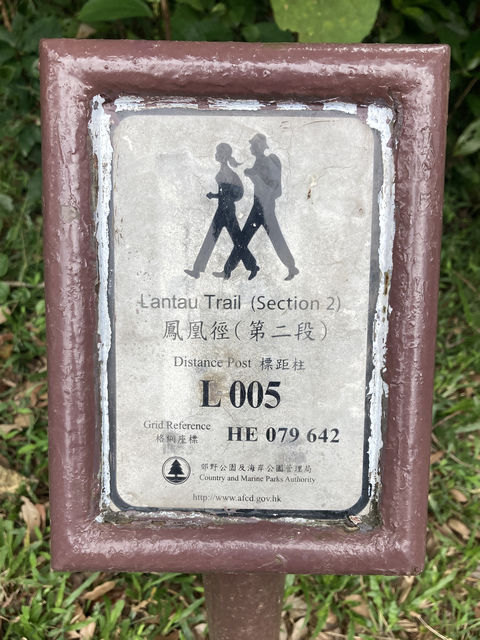 Lantau Trail (Section 2)
鳳凰徑(第二段)
Distance Post 標距柱
L 005
Grid Reference HE 079 642
格網座標
郊野公園及海岸公園管理局
Country and Marine Parks Authority
http://www.afcd.gov.hk